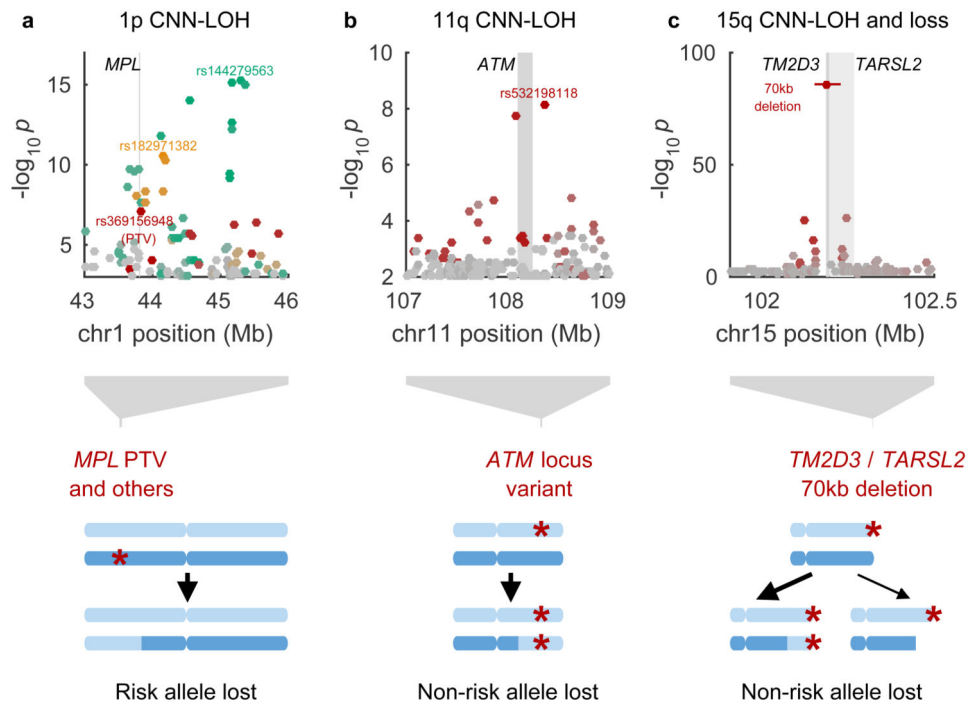 a
1p CNN-LOH
MPL
rs144279563
rs182971382
rs369156948
(PTV)
15
10
5
-log10 p
43
44
45
46
chr1 position (Mb)
MPL PTV
and others
*
Risk allele lost
b
11q CNN-LOH
ATM
rs532198118
10
8
6
4
2
-log10 p
107
108
109
chr11 position (Mb)
ATM locus
variant
*
*
*
Non-risk allele lost
c
15q CNN-LOH and loss
TM2D3
TARSL2
70kb
deletion
100
50
0
-log10 p
102
102.5
chr15 position (Mb)
TM2D3 / TARSL2
70kb deletion
*
*
*
*
Non-risk allele lost